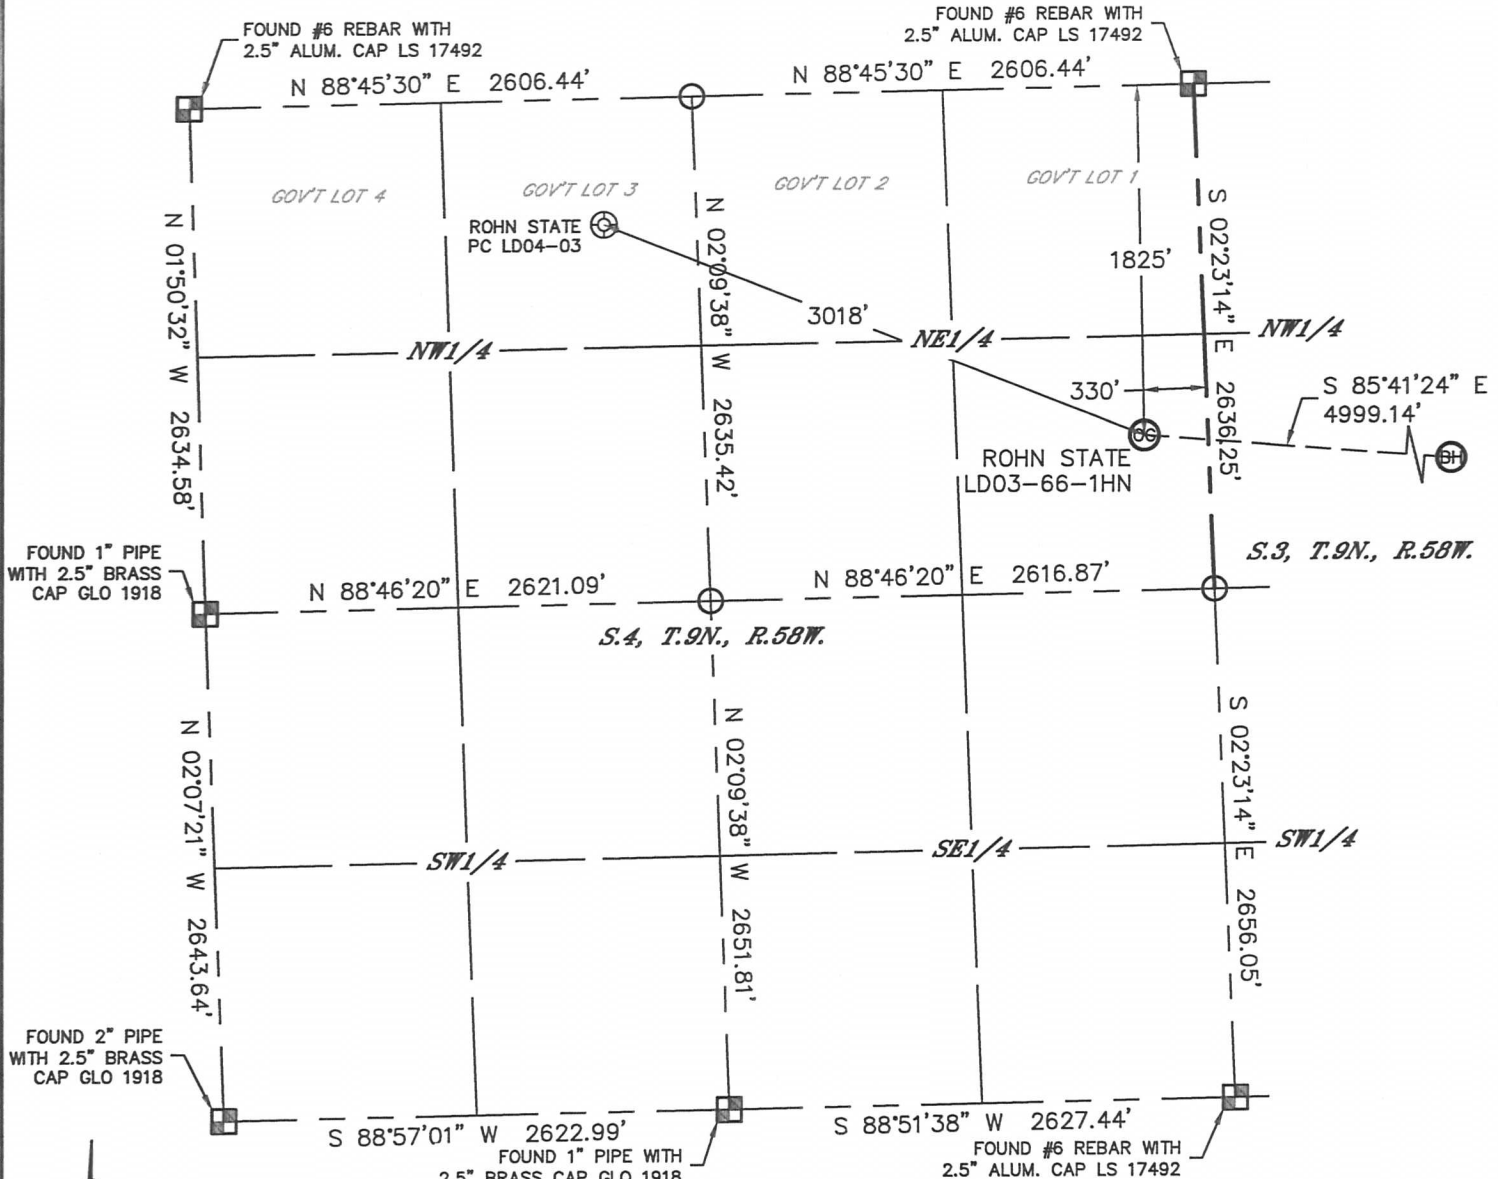 FOUND #6 REBAR WITH
2.5" ALUM. CAP LS 17492
FOUND #6 REBAR WITH
2.5" ALUM. CAP LS 17492
N 88°45'30" E 2606.44'
N 88°45'30" E 2606.44'
GOV'T LOT 4
GOV'T LOT 3
GOV'T LOT 2
GOV'T LOT 1
ROHN STATE
PC LD04-03
N 01°50'32" W 2634.58'
N 02°09'38" W 2635.42'
S 02°23'14" E 2636.25'
1825'
3018'
NW1/4
NE1/4
NW1/4
330'
S 85°41'24" E
4999.14'
ROHN STATE
LD03-66-1HN
BH
S.3, T.9N., R.58W.
FOUND 1" PIPE
WITH 2.5" BRASS
CAP GLO 1918
N 88°46'20" E 2621.09'
N 88°46'20" E 2616.87'
S.4, T.9N., R.58W.
N 02°07'21" W 2643.64'
N 02°09'38" W 2651.81'
S 02°23'14" E 2656.05'
SW1/4
SE1/4
SW1/4
FOUND 2" PIPE
WITH 2.5" BRASS
CAP GLO 1918
S 88°57'01" W 2622.99'
S 88°51'38" W 2627.44'
FOUND 1" PIPE WITH
2.5" BRASS CAP GLO 1918
FOUND #6 REBAR WITH
2.5" ALUM. CAP LS 17492